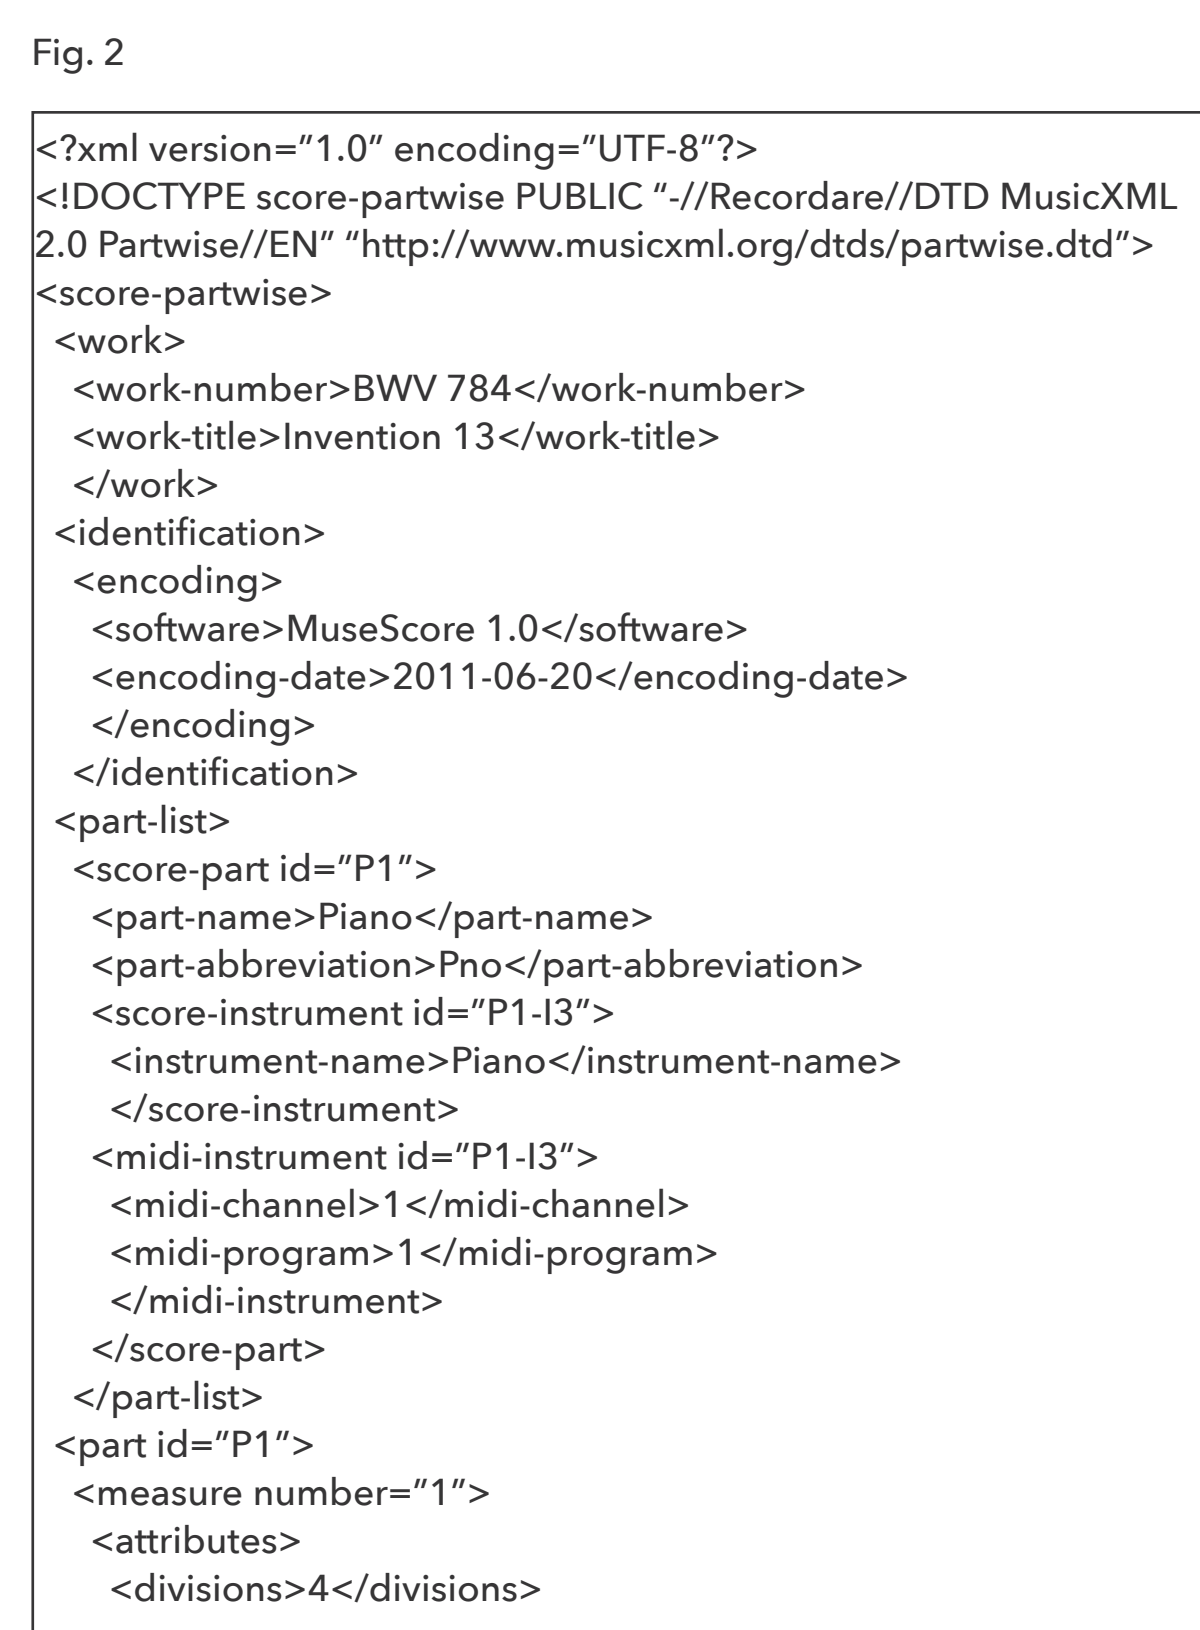 Fig. 2
<?xml version=″1.0” encoding=″UTF-8”?>
<!DOCTYPE score-partwise PUBLIC “-//Recordare//DTD MusicXML
2.0 Partwise//EN” “http://www.musicxml.org/dtds/partwise.dtd”>
<score-partwise>
<work>
<work-number>BWV 784</work-number>
<work-title>Invention 13</work-title>
</work>
<identification>
<encoding>
<software>MuseScore 1.0</software>
<encoding-date>2011-06-20</encoding-date>
</encoding>
</identification>
<part-list>
<score-part id=″P1″>
<part-name>Piano</part-name>
<part-abbreviation>Pno</part-abbreviation>
<score-instrument id=″P1-I3″>
<instrument-name>Piano</instrument-name>
</score-instrument>
<midi-instrument id=″P1-I3″>
<midi-channel>1</midi-channel>
<midi-program>1</midi-program>
</midi-instrument>
</score-part>
</part-list>
<part id=″P1″>
<measure number=″1″>
<attributes>
<divisions>4</divisions>